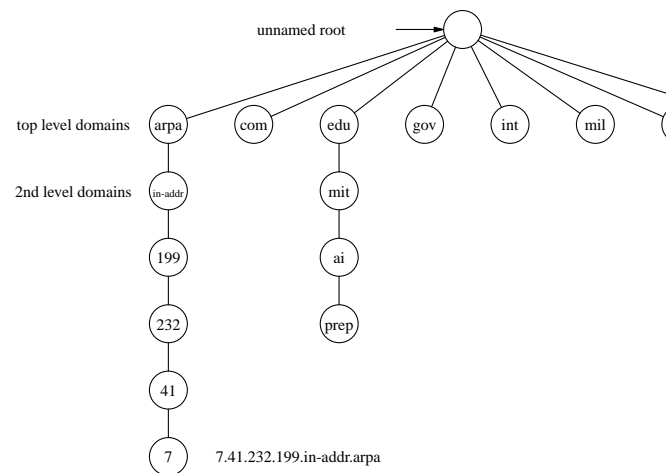 unnamed root
top level domains
arpa
com
edu
gov
int
mil
2nd level domains
in-addr
mit
199
ai
232
prep
41
7
7.41.232.199.in-addr.arpa